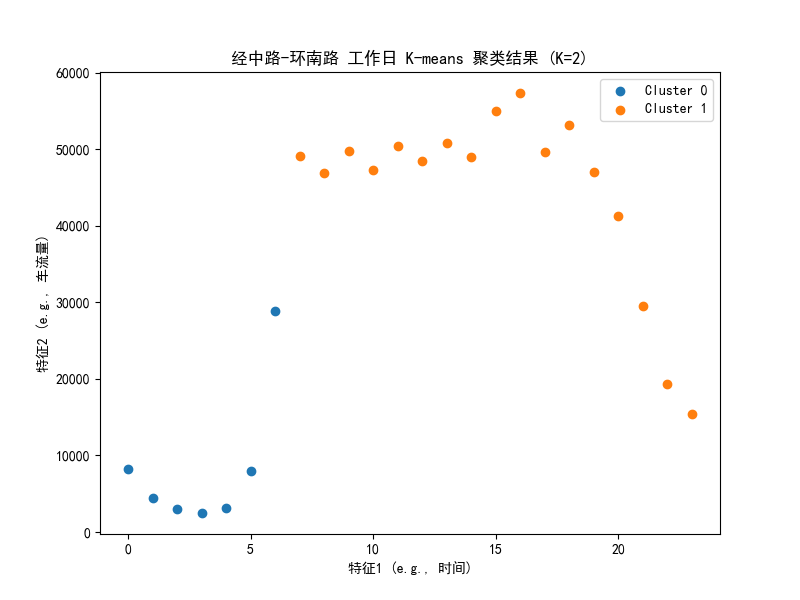 经中路-环南路 工作日 K-means 聚类结果 (K=2)
Cluster 0
Cluster 1
60000
50000
40000
30000
20000
10000
0
特征2 (e.g., 车流量)
0
5
10
15
20
特征1 (e.g., 时间)